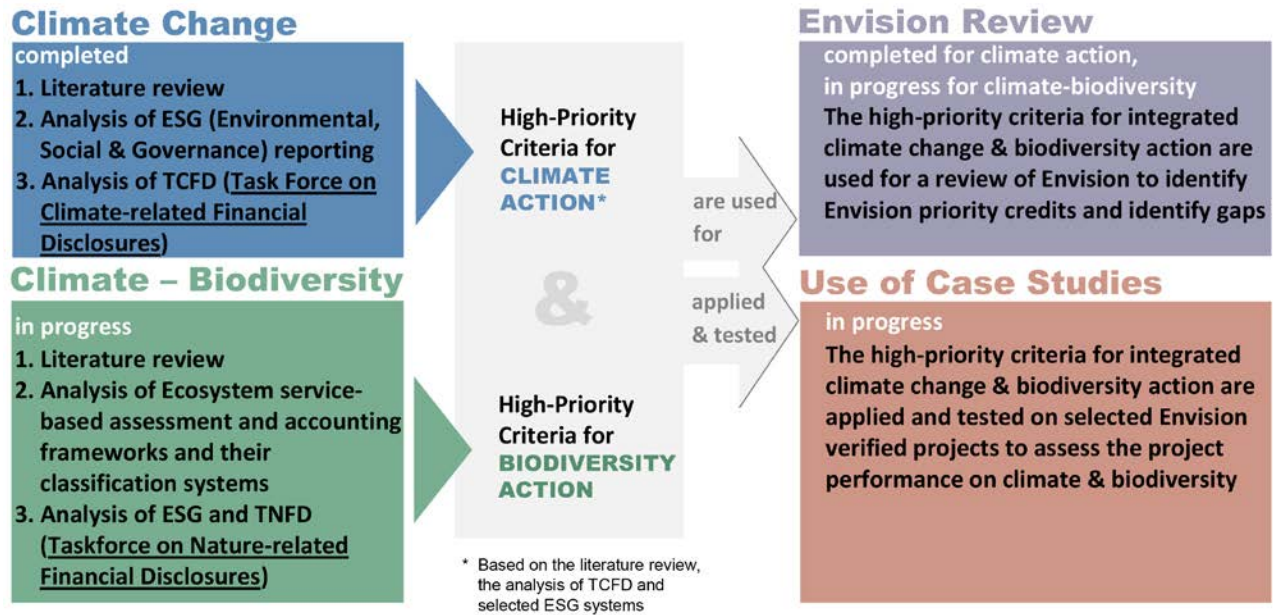 Climate Change
completed
1. Literature review
2. Analysis of ESG (Environmental,
Social & Governance) reporting
3. Analysis of TCFD (Task Force on
Climate-related Financial
Disclosures)
Climate – Biodiversity
in progress
1. Literature review
2. Analysis of Ecosystem service-
based assessment and accounting
frameworks and their
classification systems
3. Analysis of ESG and TNFD
(Taskforce on Nature-related
Financial Disclosures)
High-Priority
Criteria for
CLIMATE
ACTION*
&
High-Priority
Criteria for
BIODIVERSITY
ACTION
* Based on the literature review,
the analysis of TCFD and
selected ESG systems
are used
for
applied
& tested
Envision Review
completed for climate action,
in progress for climate-biodiversity
The high-priority criteria for integrated
climate change & biodiversity action are
used for a review of Envision to identify
Envision priority credits and identify gaps
Use of Case Studies
in progress
The high-priority criteria for integrated
climate change & biodiversity action are
applied and tested on selected Envision
verified projects to assess the project
performance on climate & biodiversity